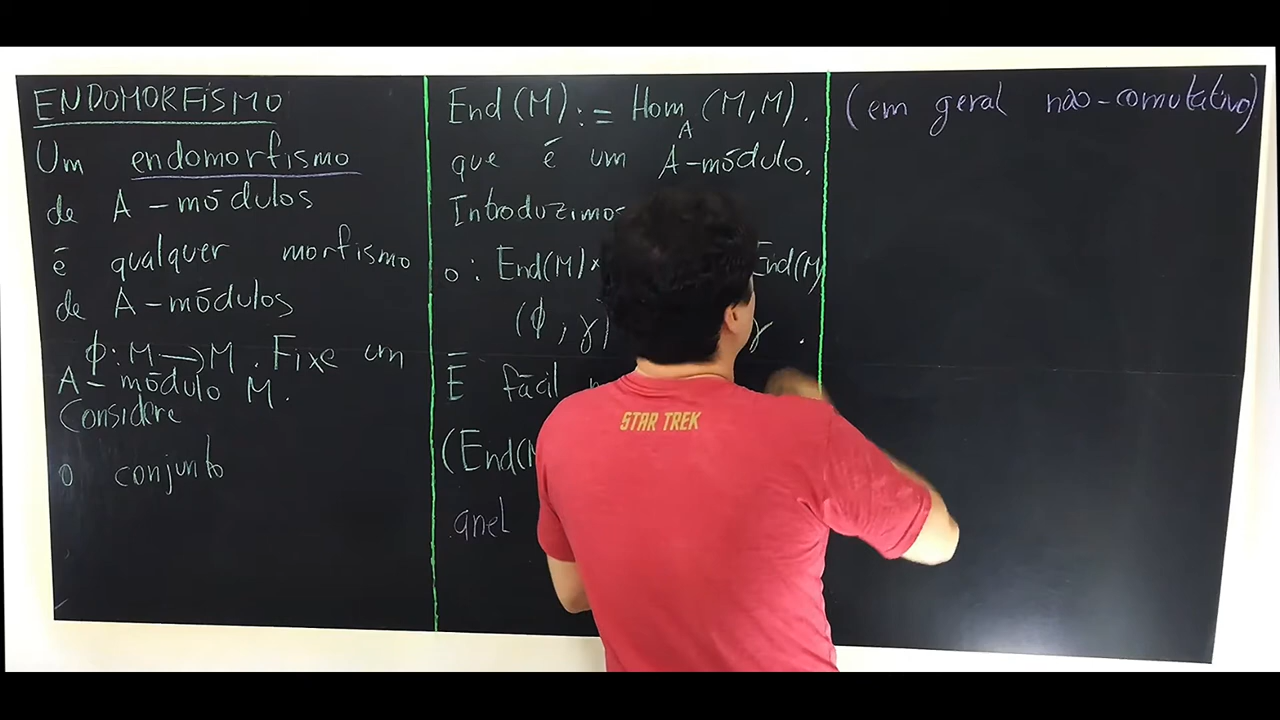 ENDOMORFISMO
Um endomorfismo
de A-módulos
é qualquer morfismo
de A-módulos
ϕ: M → M. Fixe um
A-módulo M.
Considere
o conjunto
End(M) := Hom_A(M,M).
que é um A-módulo.
Introduzimos
o: End(M)× End(M)
(ϕ, γ) γ.
É fácil
(End(M
anel
(em geral não-comutativo)
STAR TREK